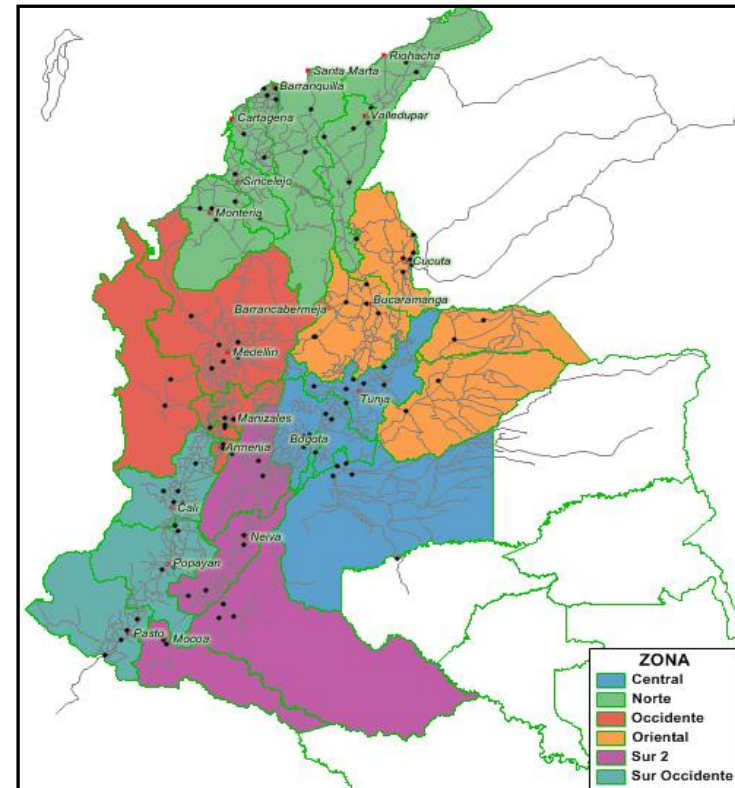 Riohacha
Santa Marta
Barranquilla
Cartagena
Valledupar
Sincelejo
Monteria
Cucuta
Bucaramanga
Barrancabermeja
Medellin
Tunja
Manizales
Bogota
Armenia
Cali
Neiva
Popayan
Pasto
Mocoa
ZONA
Central
Norte
Occidente
Oriental
Sur 2
Sur Occidente